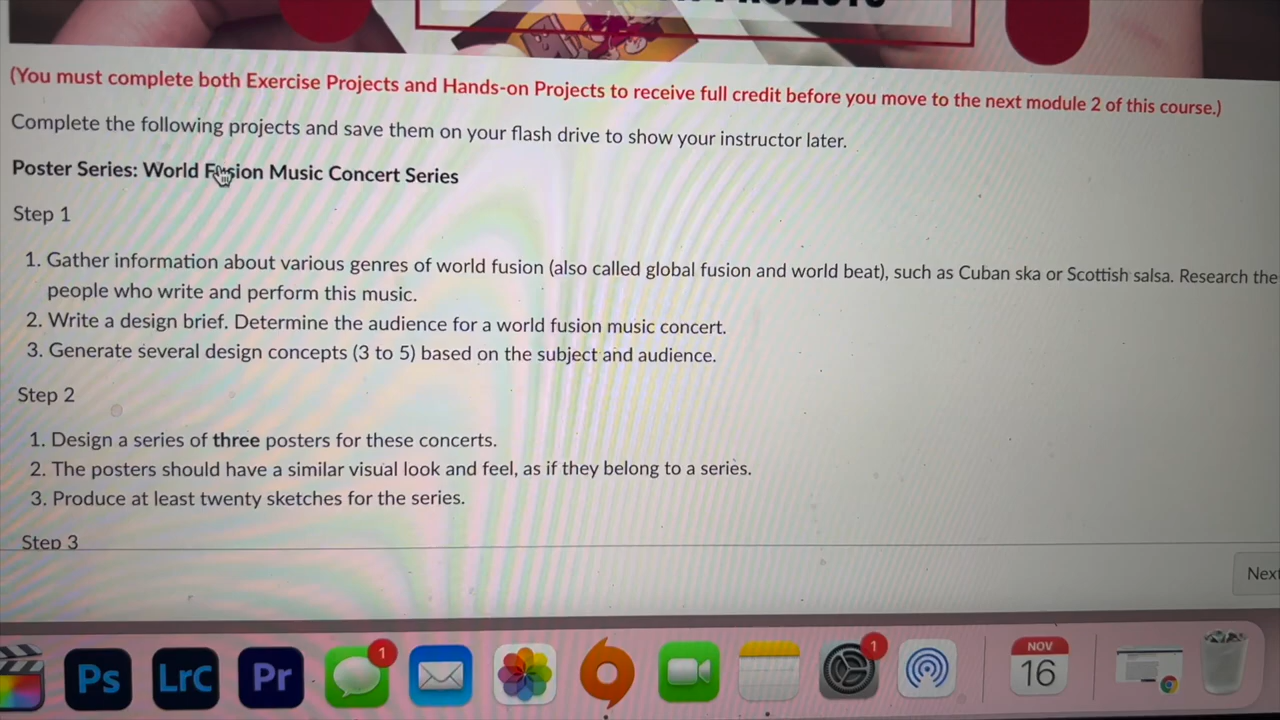 (You must complete both Exercise Projects and Hands-on Projects to receive full credit before you move to the next module 2 of this course.)
Complete the following projects and save them on your flash drive to show your instructor later.
Poster Series: World Fusion Music Concert Series
Step 1
1. Gather information about various genres of world fusion (also called global fusion and world beat), such as Cuban ska or Scottish salsa. Research the
people who write and perform this music.
2. Write a design brief. Determine the audience for a world fusion music concert.
3. Generate several design concepts (3 to 5) based on the subject and audience.
Step 2
1. Design a series of three posters for these concerts.
2. The posters should have a similar visual look and feel, as if they belong to a series.
3. Produce at least twenty sketches for the series.
Step 3
Next
Ps
LrC
Pr
1
1
NOV
16